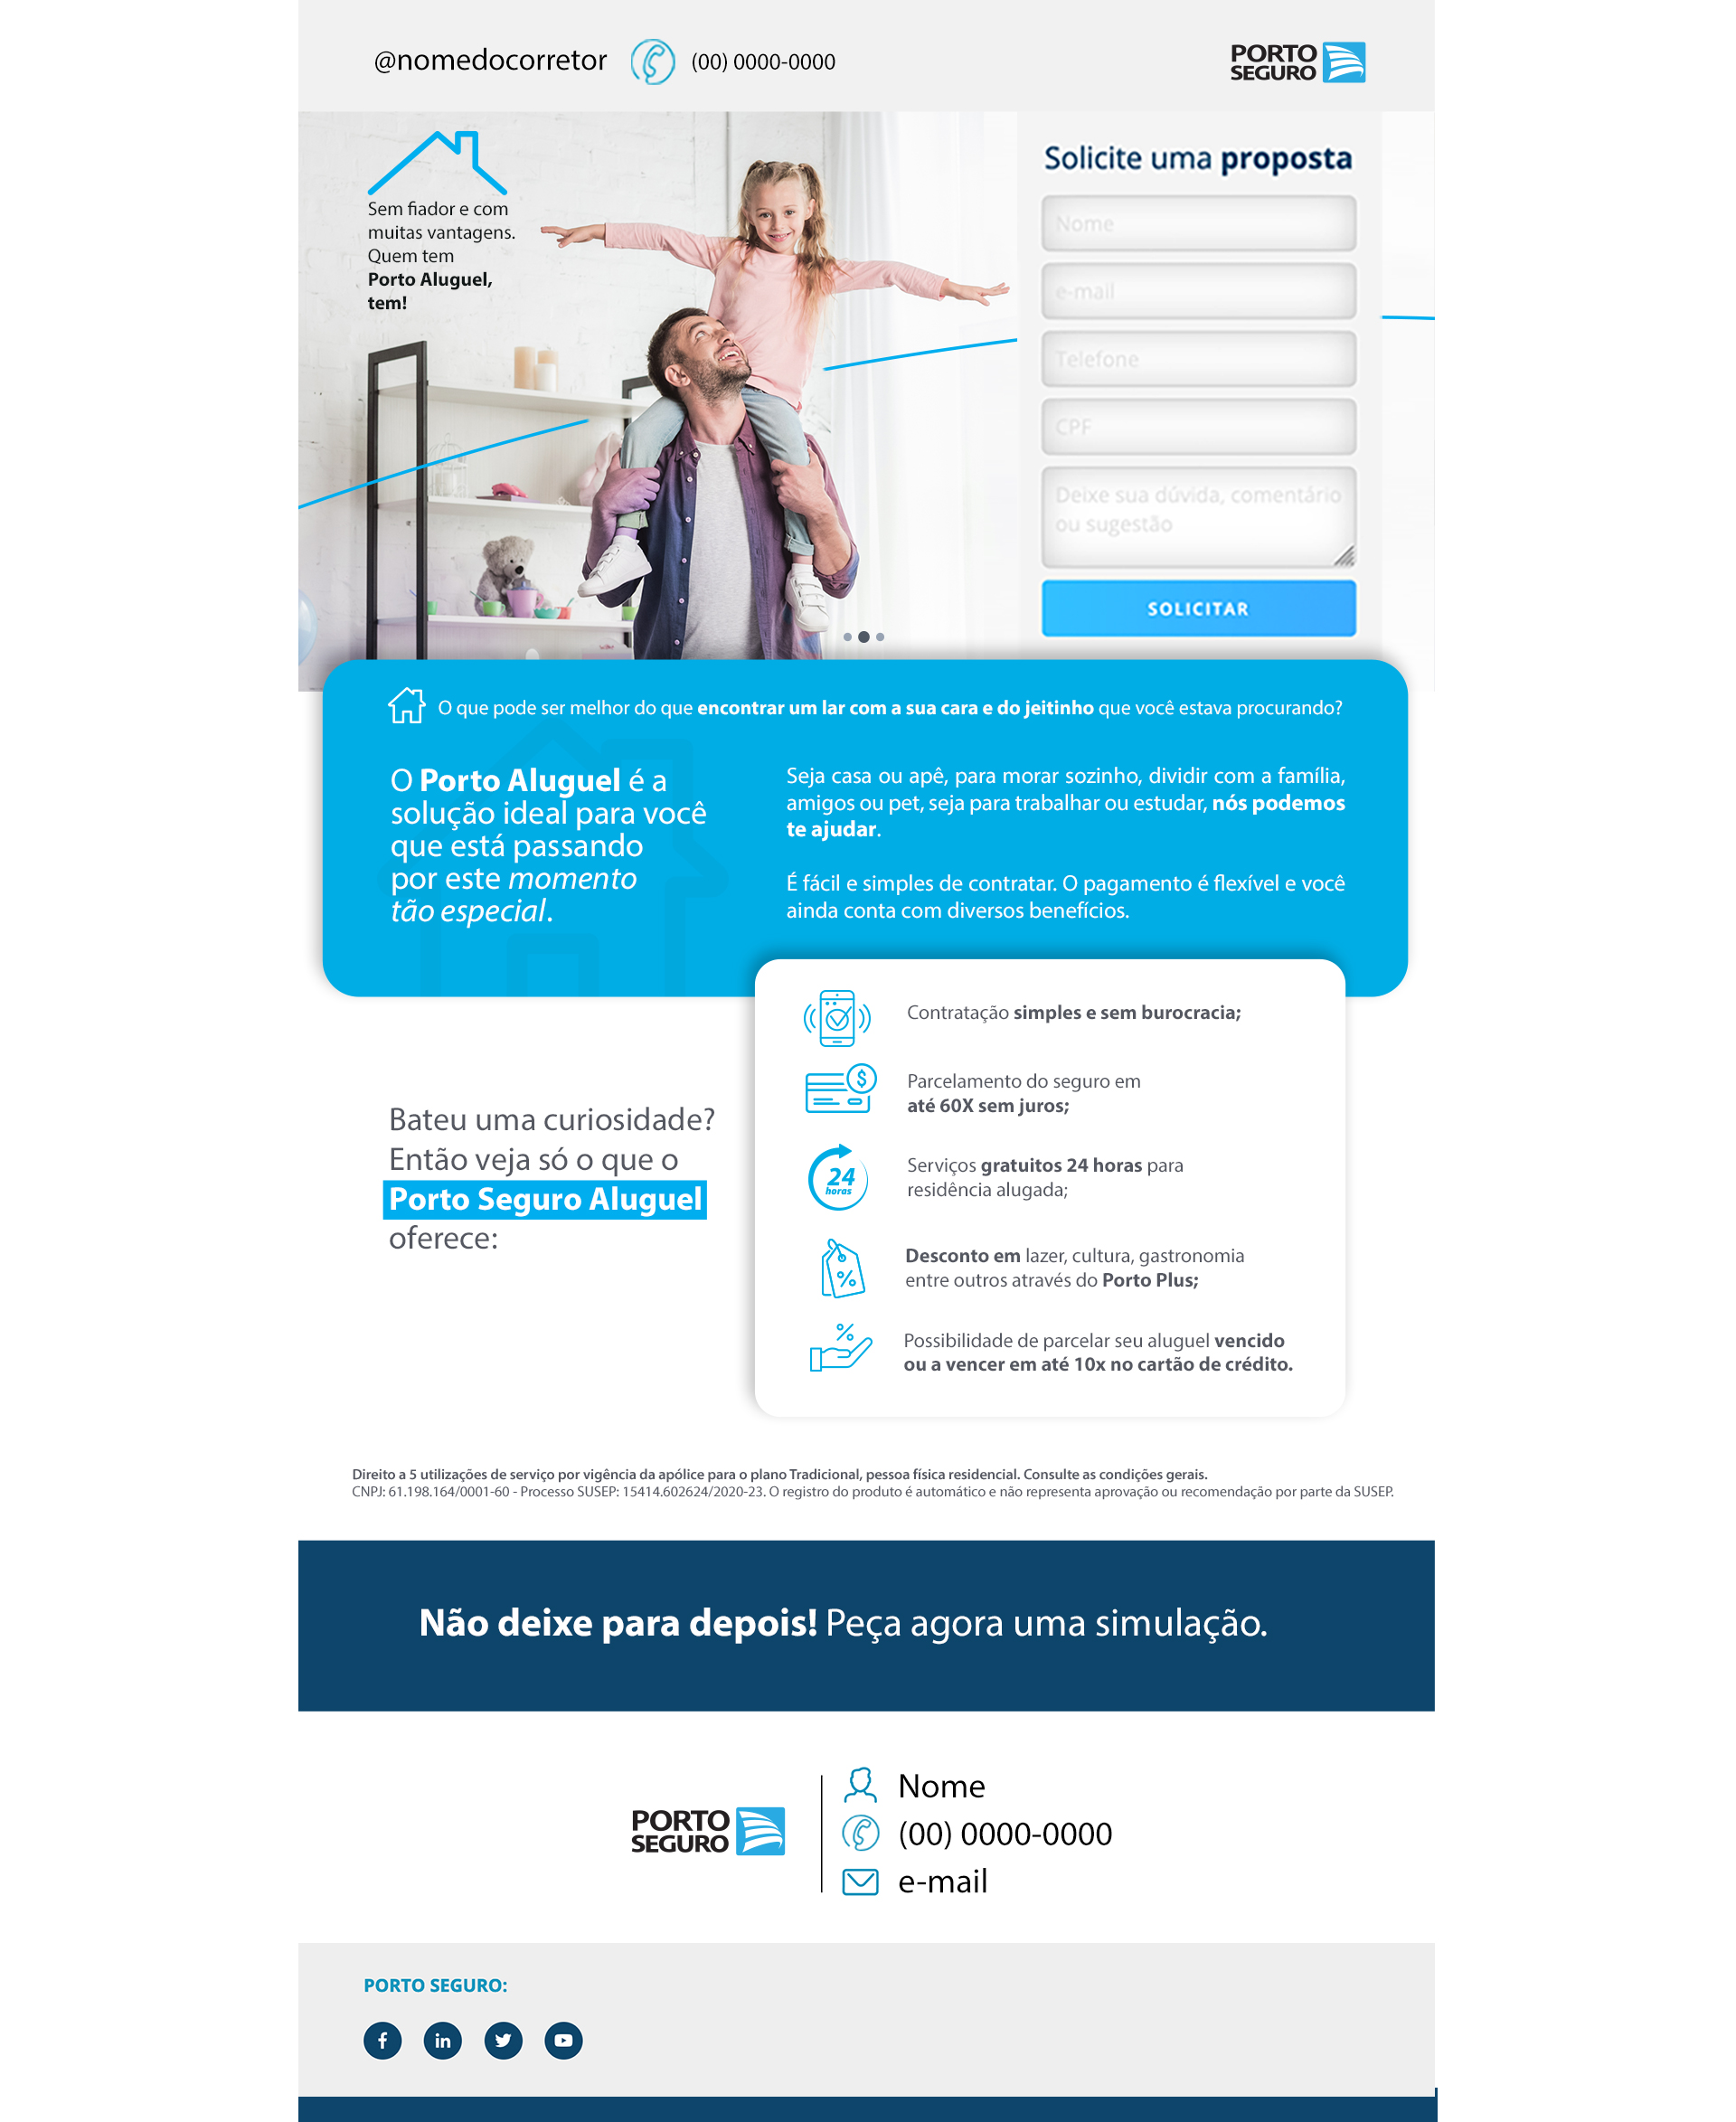 @nomedocorretor (00) 0000-0000
PORTO
SEGURO
Sem fiador e com
muitas vantagens.
Quem tem
Porto Aluguel,
tem!
Solicite uma proposta
Nome
e-mail
Telefone
CPF
Deixe sua dúvida, comentário
ou sugestão
SOLICITAR
O que pode ser melhor do que encontrar um lar com a sua cara e do jeitinho que você estava procurando?
O Porto Aluguel é a
solução ideal para você
que está passando
por este momento
tão especial.
Seja casa ou apê, para morar sozinho, dividir com a família,
amigos ou pet, seja para trabalhar ou estudar, nós podemos
te ajudar.
É fácil e simples de contratar. O pagamento é flexível e você
ainda conta com diversos benefícios.
Bateu uma curiosidade?
Então veja só o que o
Porto Seguro Aluguel
oferece:
Contratação simples e sem burocracia;
$
Parcelamento do seguro em
até 60X sem juros;
24
horas
Serviços gratuitos 24 horas para
residência alugada;
%
Desconto em lazer, cultura, gastronomia
entre outros através do Porto Plus;
%
Possibilidade de parcelar seu aluguel vencido
ou a vencer em até 10x no cartão de crédito.
Direito a 5 utilizações de serviço por vigência da apólice para o plano Tradicional, pessoa física residencial. Consulte as condições gerais.
CNPJ: 61.198.164/0001-60 - Processo SUSEP: 15414.602624/2020-23. O registro do produto é automático e não representa aprovação ou recomendação por parte da SUSEP.
Não deixe para depois! Peça agora uma simulação.
PORTO
SEGURO
Nome
(00) 0000-0000
e-mail
PORTO SEGURO: